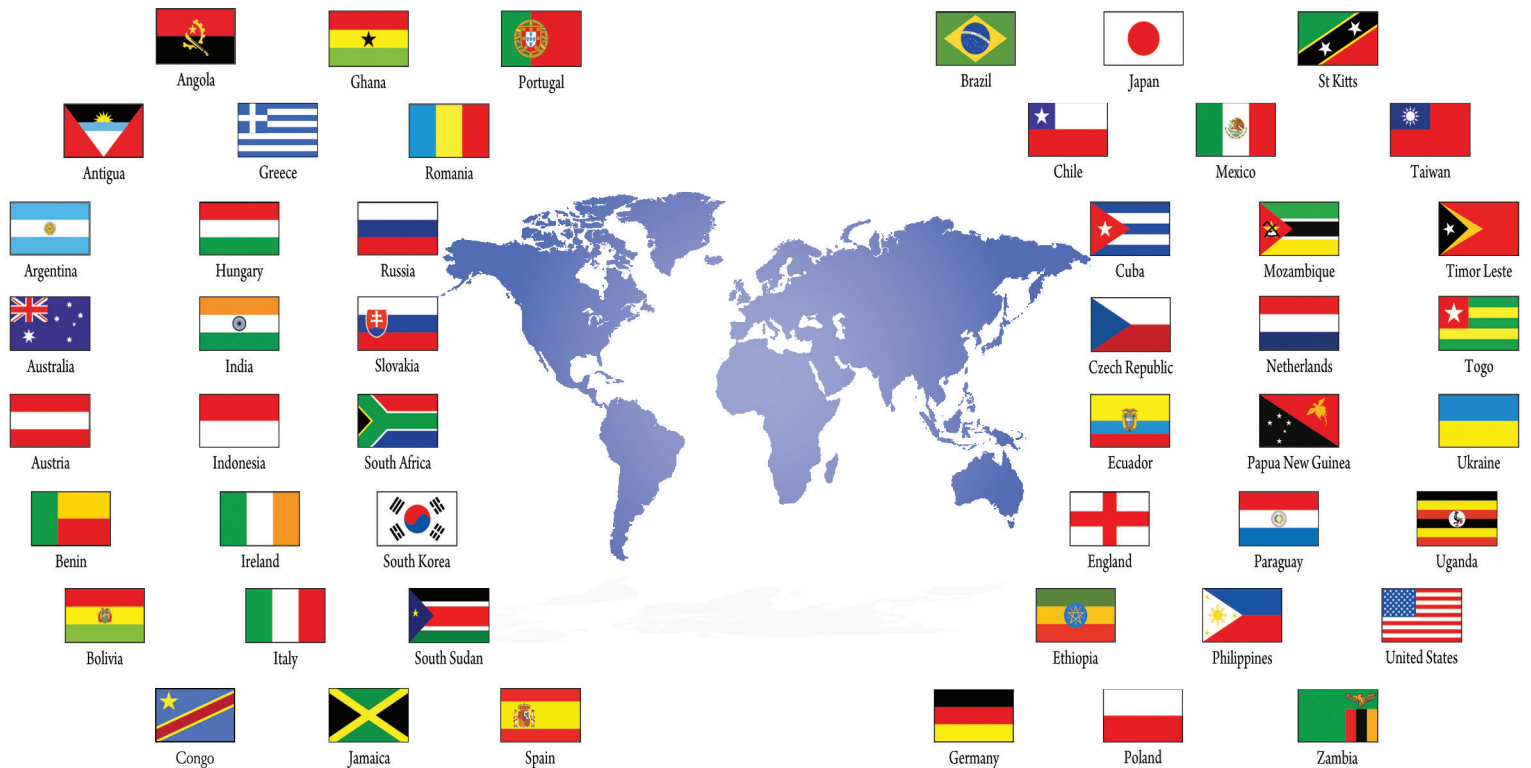 Angola Ghana Portugal Brazil Japan St Kitts
Antigua Greece Romania Chile Mexico Taiwan
Argentina Hungary Russia Cuba Mozambique Timor Leste
Australia India Slovakia Czech Republic Netherlands Togo
Austria Indonesia South Africa Ecuador Papua New Guinea Ukraine
Benin Ireland South Korea England Paraguay Uganda
Bolivia Italy South Sudan Ethiopia Philippines United States
Congo Jamaica Spain Germany Poland Zambia